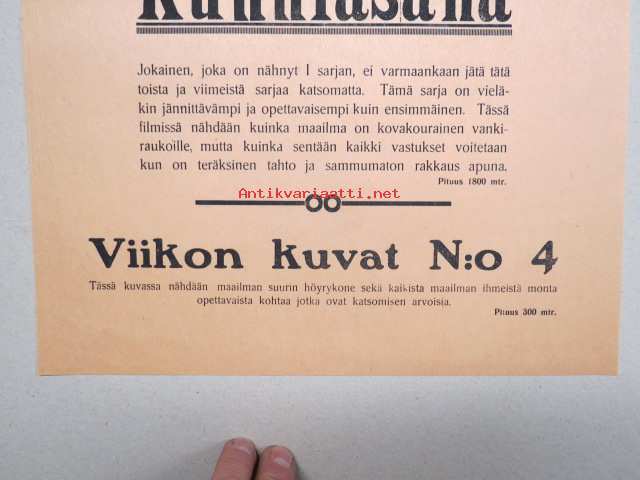 Kunniasana
Jokainen, joka on nähnyt I sarjan, ei varmaankaan jätä tätä
toista ja viimeistä sarjaa katsomatta. Tämä sarja on vielä-
kin jännittävämpi ja opettavaisempi kuin ensimmäinen. Tässä
filmissä nähdään kuinka maailma on kovakourainen vanki-
raukoille, mutta kuinka sentään kaikki vastukset voitetaan
kun on teräksinen tahto ja sammumaton rakkaus apuna.
Pituus 1800 mtr.
Antikvariaatti.net
Viikon kuvat N:o 4
Tässä kuvassa nähdään maailman suurin höyrykone sekä kaikista maailman ihmeistä monta
opettavaista kohtaa jotka ovat katsomisen arvoisia.
Pituus 300 mtr.